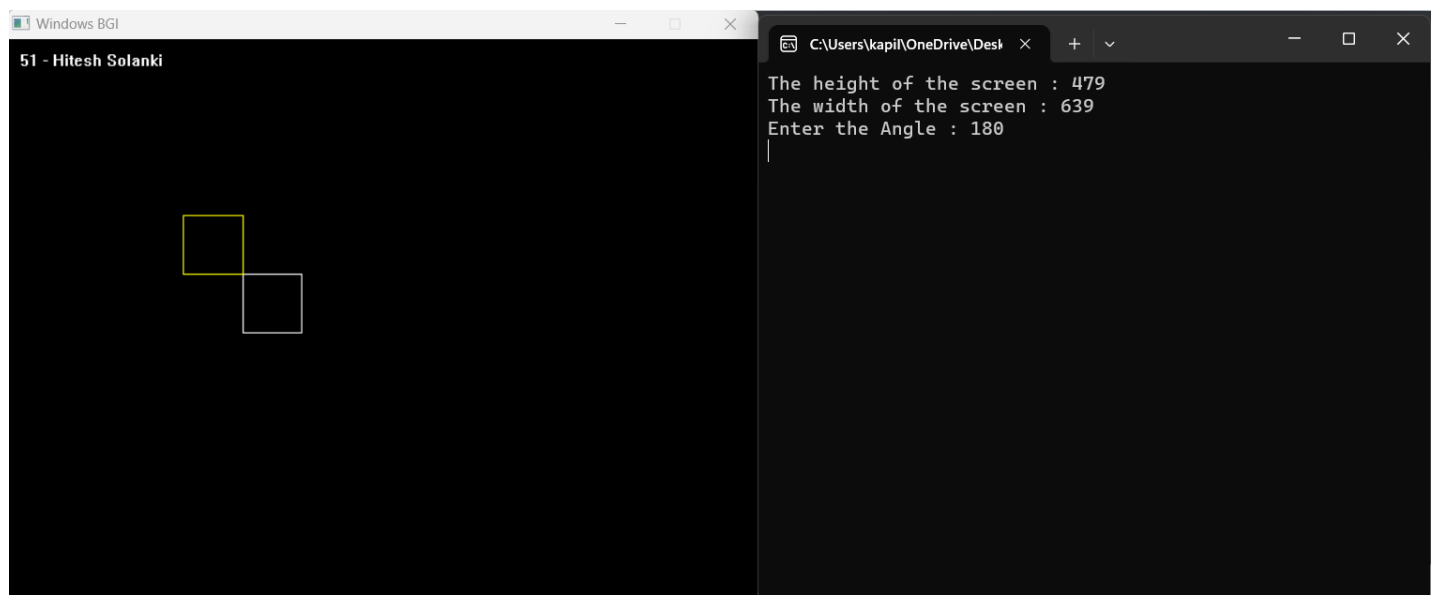 Windows BGI
51 - Hitesh Solanki
C:\Users\kapil\OneDrive\Desk
The height of the screen : 479
The width of the screen : 639
Enter the Angle : 180